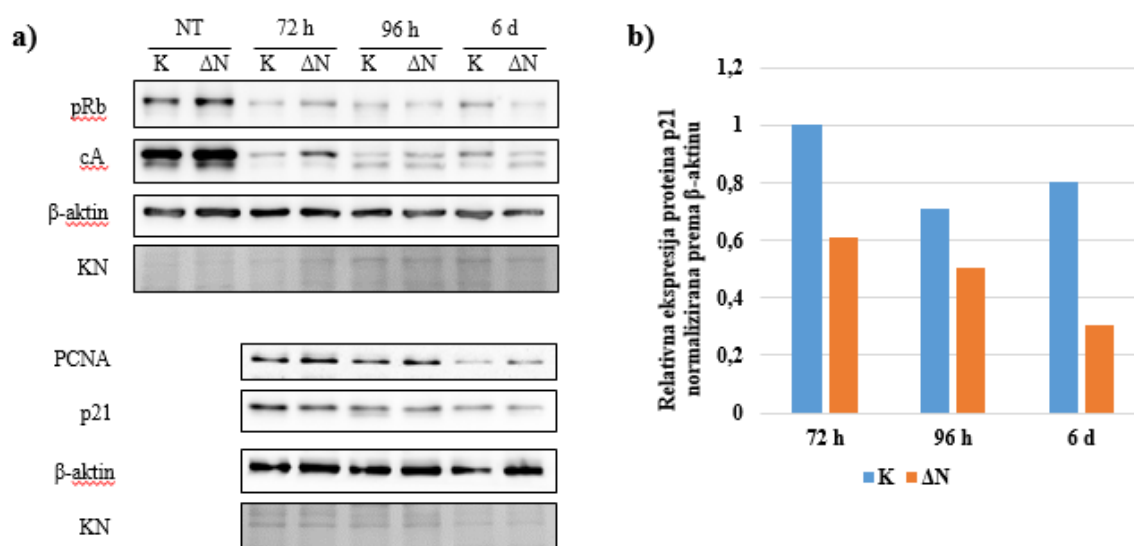 a)
NT 72 h 96 h 6 d
K ΔN K ΔN K ΔN K ΔN
pRb
cA
β-aktin
KN
PCNA
p21
β-aktin
KN
b)
Relativna ekspresija proteina p21
normalizirana prema β-aktinu
1,2
1
0,8
0,6
0,4
0,2
0
72 h 96 h 6 d
K ΔN